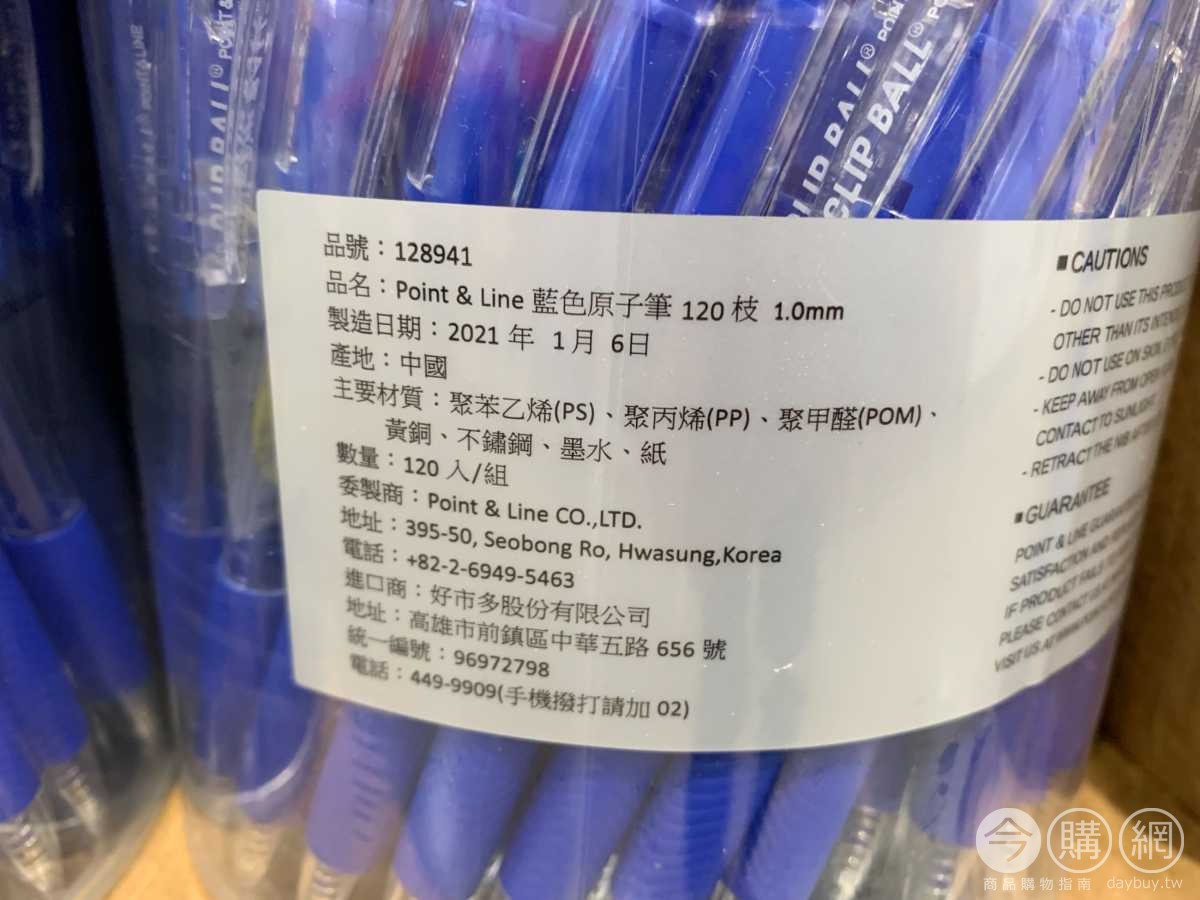 CLIP BALL®
CLIP BALL®
品號：128941
品名：Point & Line 藍色原子筆 120 枝 1.0mm
製造日期：2021 年 1月 6日
產地：中國
主要材質：聚苯乙烯(PS)、聚丙烯(PP)、聚甲醛(POM)、
黃銅、不鏽鋼、墨水、紙
數量：120 入/組
委製商：Point & Line CO.,LTD.
地址：395-50, Seobong Ro, Hwasung,Korea
電話：+82-2-6949-5463
進口商：好市多股份有限公司
地址：高雄市前鎮區中華五路 656 號
統一編號：96972798
電話：449-9909(手機撥打請加 02)
■ CAUTIONS
- DO NOT USE THIS
OTHER THAN ITS
- DO NOT USE ON SKIN
- KEEP AWAY FROM OPEN
CONTACT TO SUNLIGHT
- RETRACT THE NIB
■ GUARANTEE
POINT & LINE
SATISFACTION AND
IF PRODUCT FAILS
PLEASE CONTACT
VISIT US AT
今購網
商品購物指南 daybuy.tw